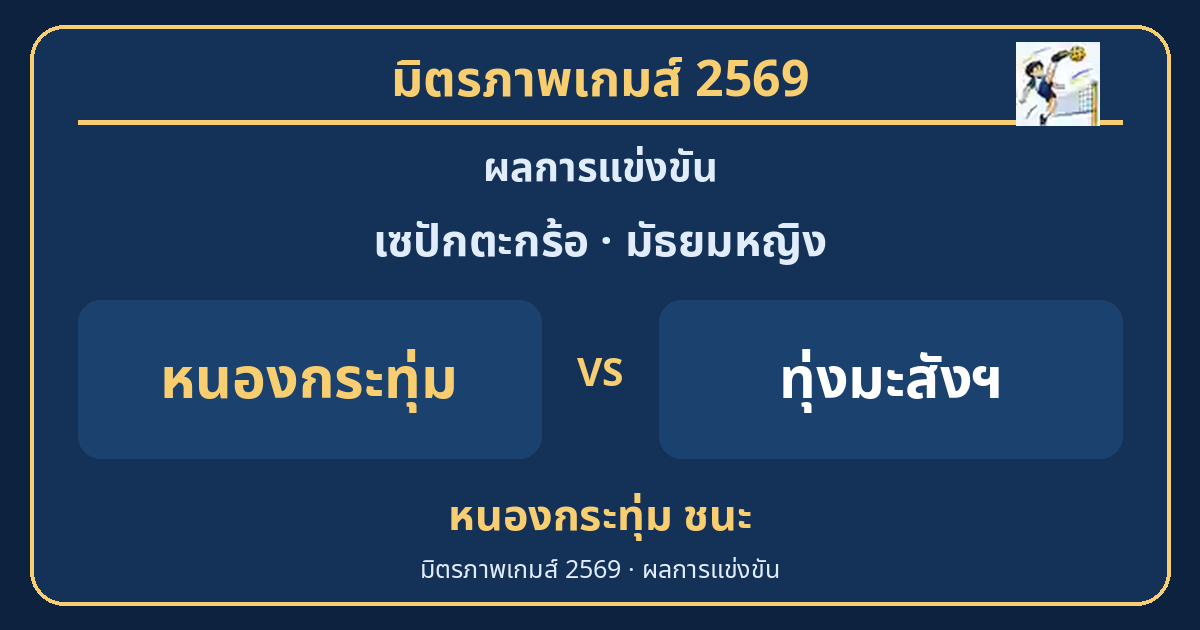 มิตรภาพเกมส์ 2569
ผลการแข่งขัน
เซปักตะกร้อ · มัธยมหญิง
หนองกระทุ่ม
VS
ทุ่งมะสังฯ
หนองกระทุ่ม ชนะ
มิตรภาพเกมส์ 2569 · ผลการแข่งขัน